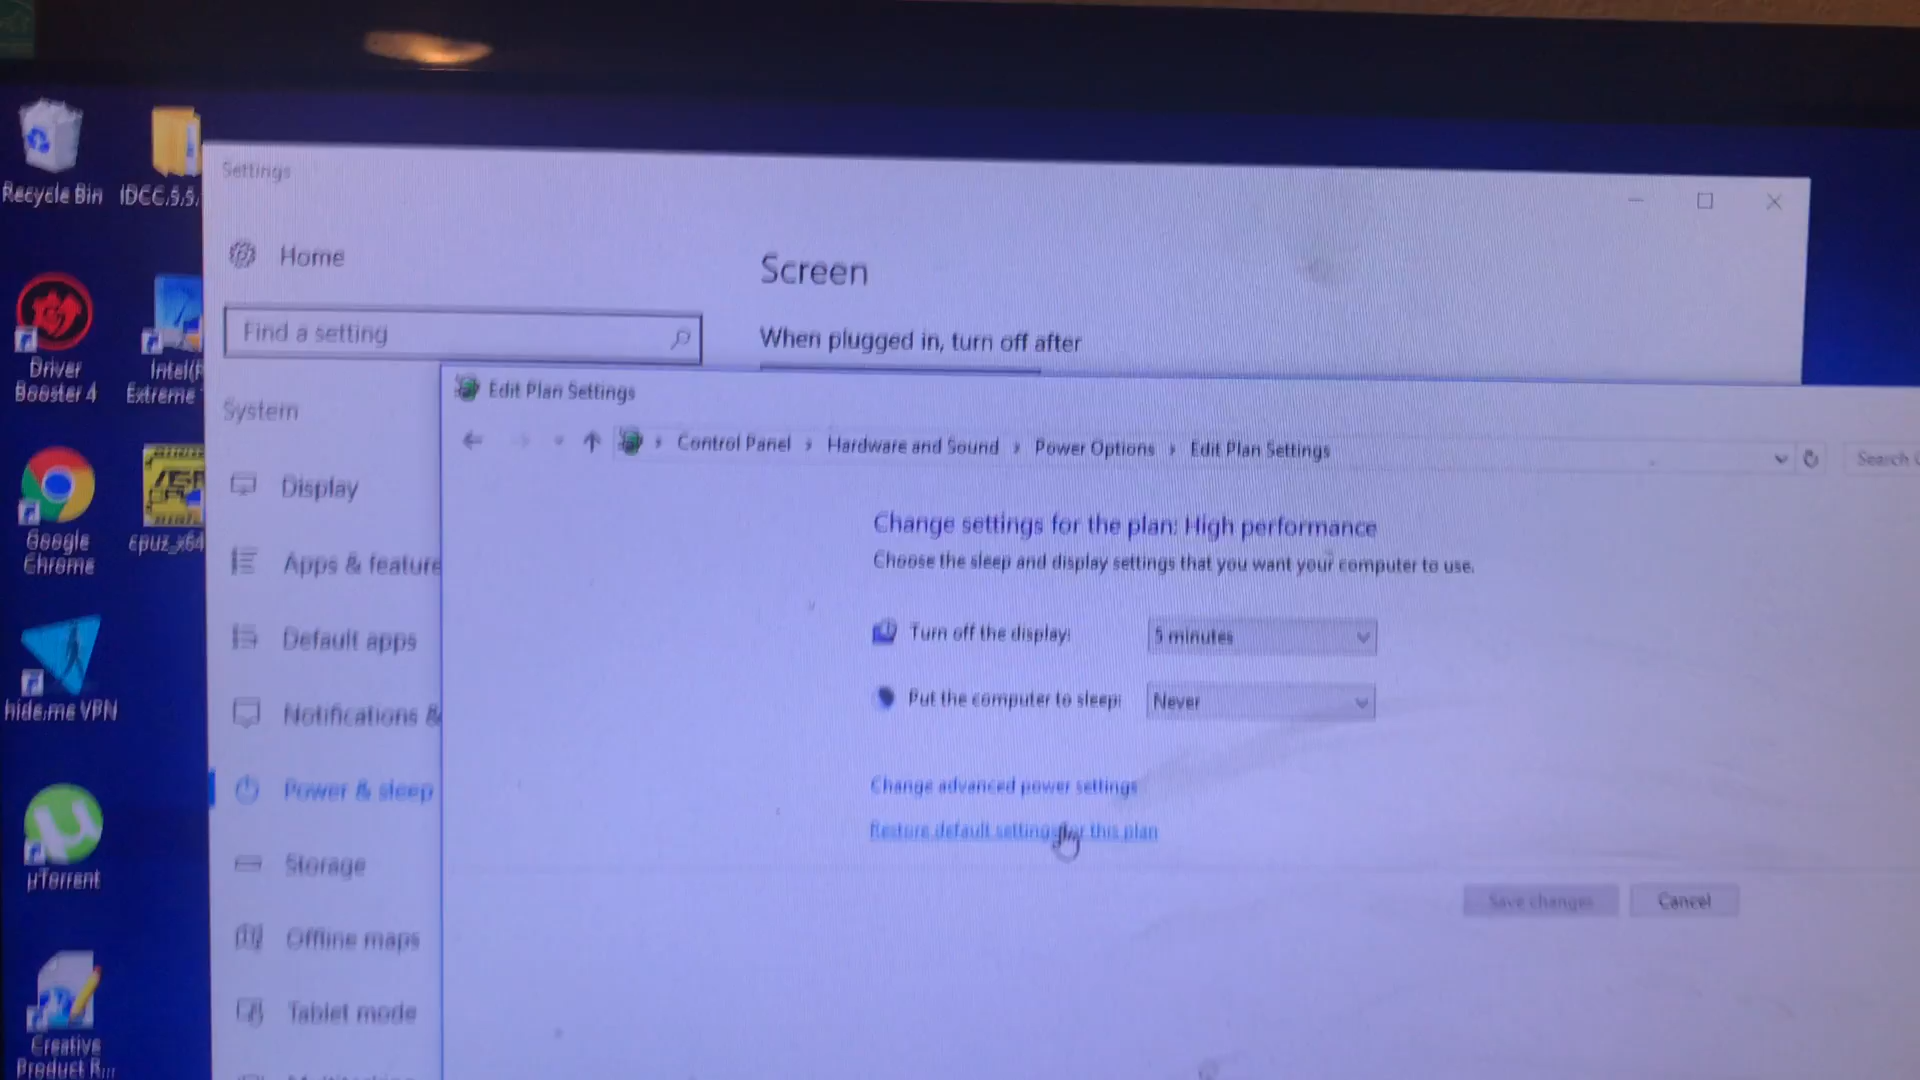 Recycle Bin
IDCC.5.5.
Driver
Booster 4
Intel(R
Extreme
Google
Chrome
cpuz_x64
hide.me VPN
µTorrent
Creative
Product R...
Settings
Home
Find a setting
System
Display
Apps & feature
Default apps
Notifications &
Power & sleep
Storage
Offline maps
Tablet mode
Screen
When plugged in, turn off after
Edit Plan Settings
Control Panel › Hardware and Sound › Power Options › Edit Plan Settings
Search
Change settings for the plan: High performance
Choose the sleep and display settings that you want your computer to use.
Turn off the display: 5 minutes
Put the computer to sleep: Never
Change advanced power settings
Restore default settings for this plan
Save changes Cancel